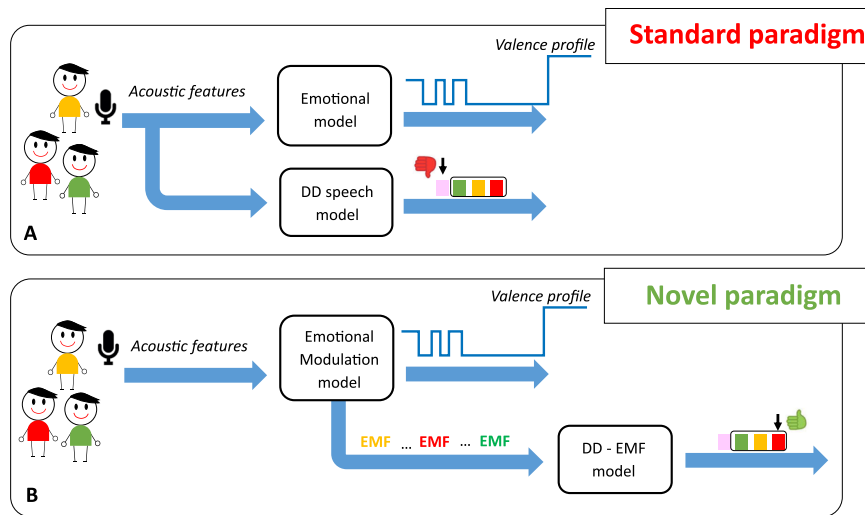 Standard paradigm
Valence profile
Acoustic features
Emotional
model
DD speech
model
A
Novel paradigm
Valence profile
Acoustic features
Emotional
Modulation
model
EMF ... EMF ... EMF
DD - EMF
model
B